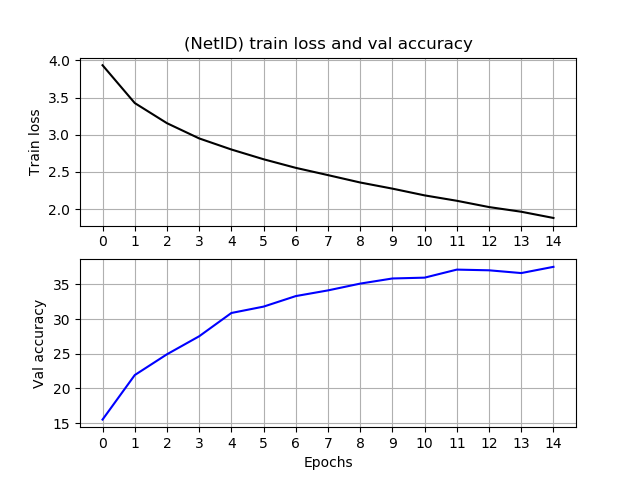 (NetID) train loss and val accuracy
4.0
3.5
3.0
2.5
2.0
Train loss
0 1 2 3 4 5 6 7 8 9 10 11 12 13 14
35
30
25
20
15
Val accuracy
0 1 2 3 4 5 6 7 8 9 10 11 12 13 14
Epochs